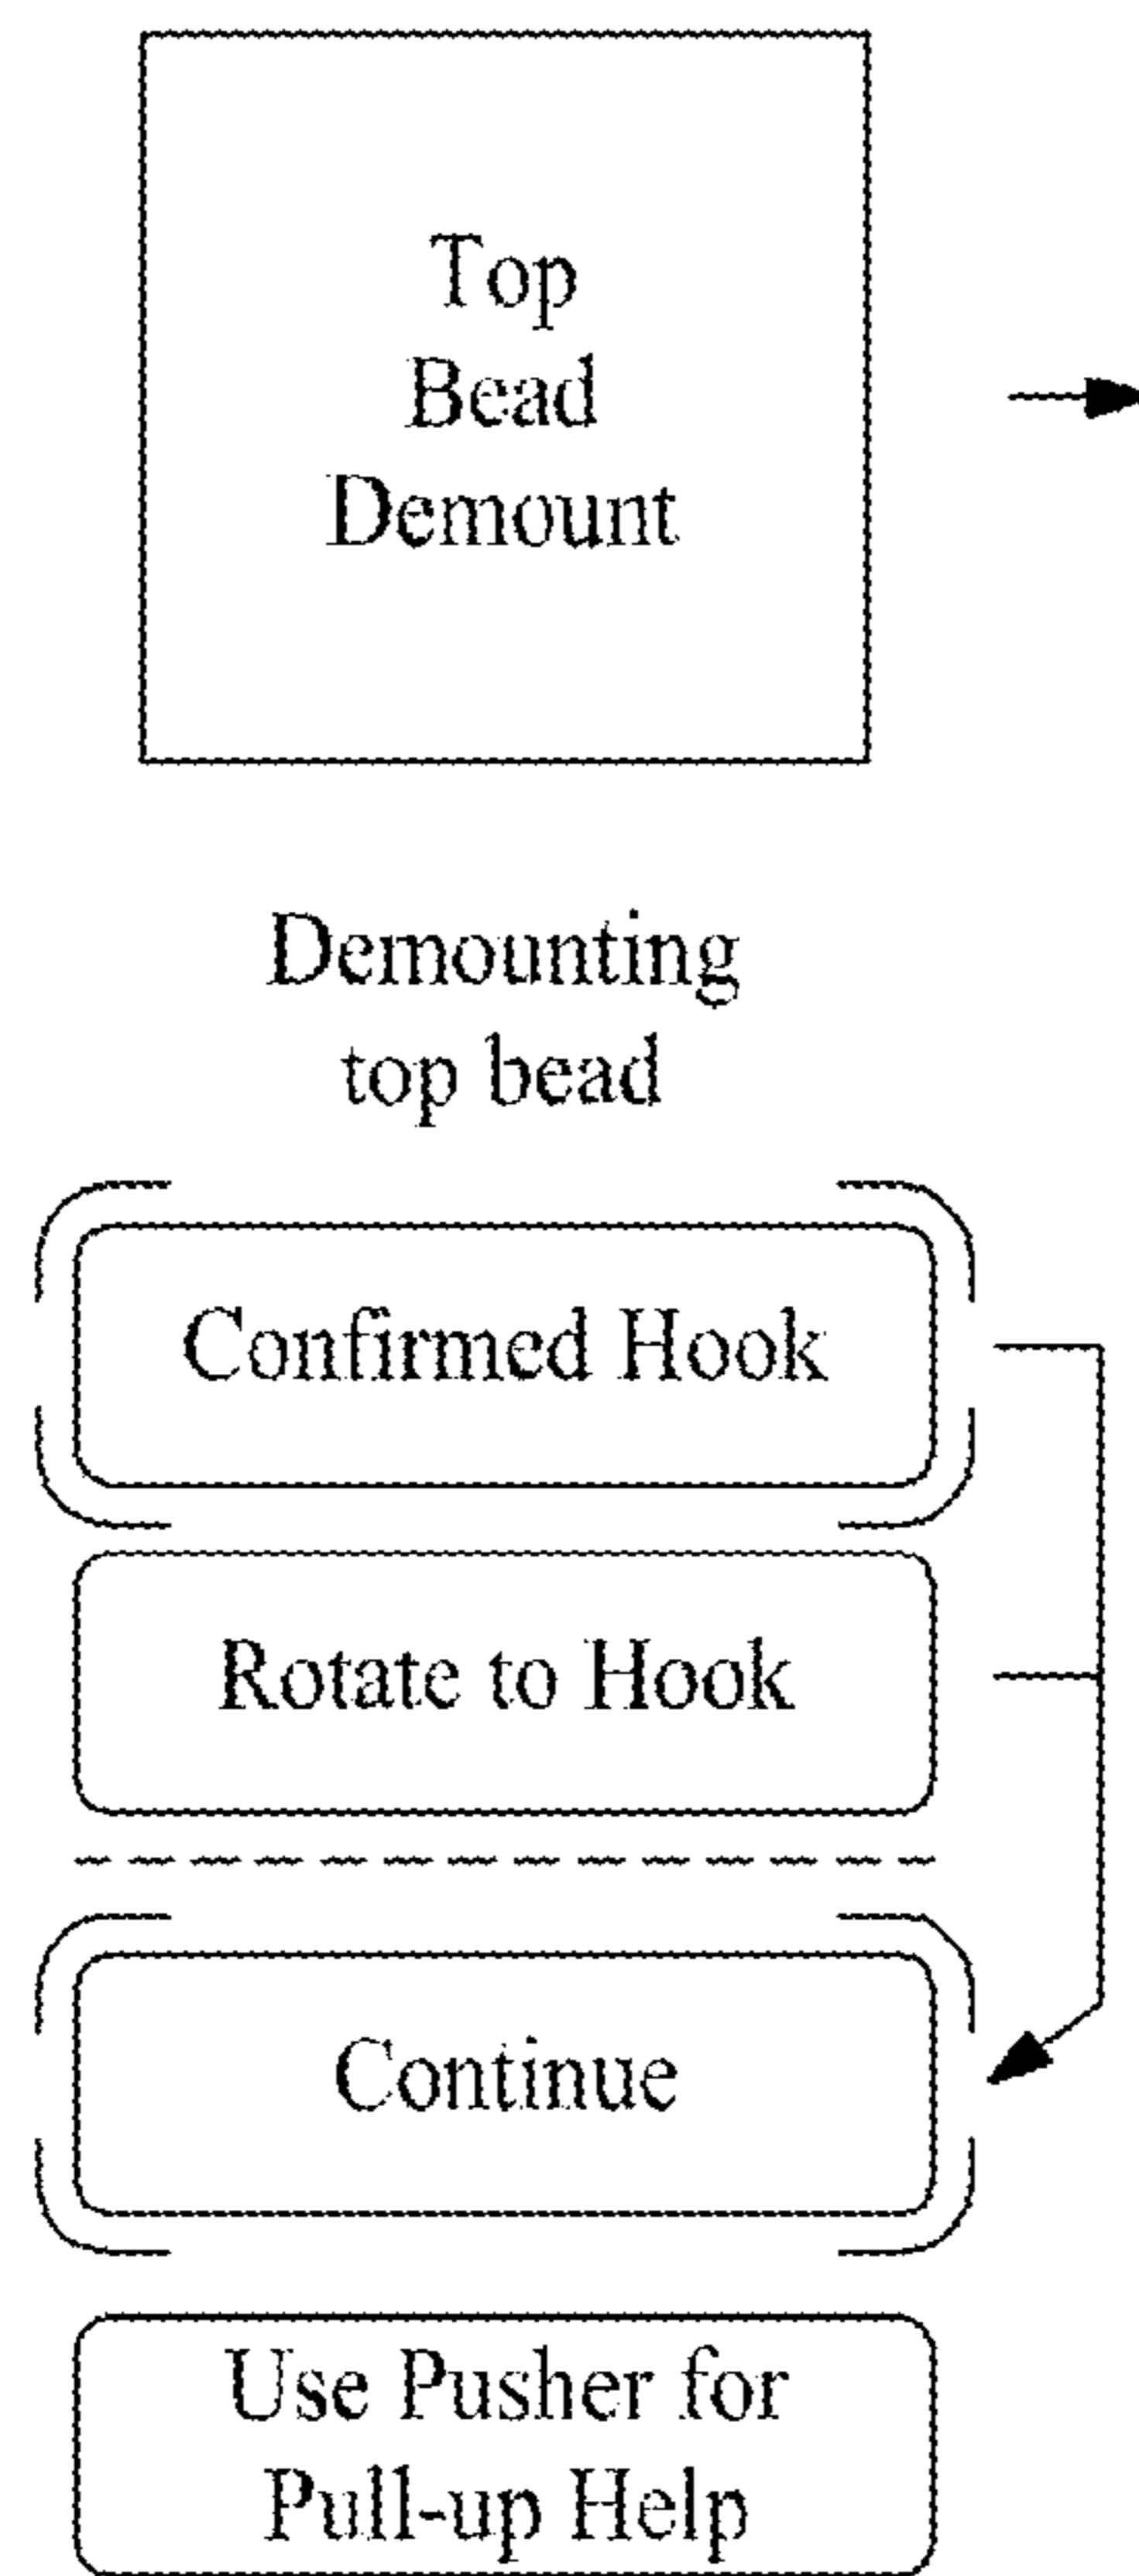 Top
Bead
Demount
Demounting
top bead
Confirmed Hook
Rotate to Hook
Continue
Use Pusher for
Pull-up Help